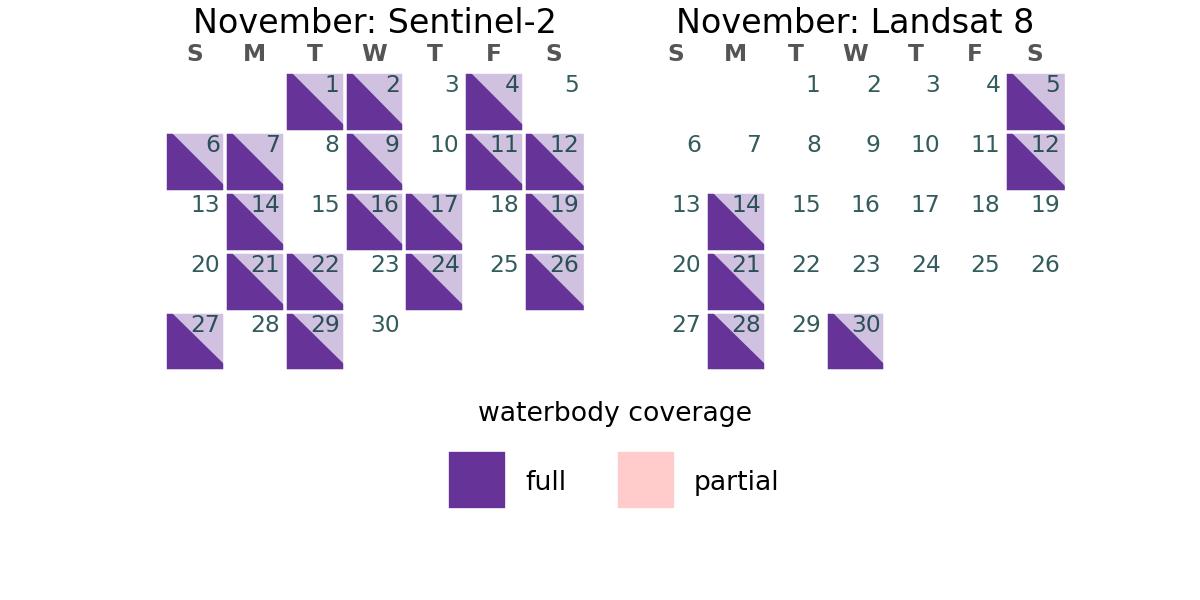 November: Sentinel-2
S M T W T F S
1 2 3 4 5
6 7 8 9 10 11 12
13 14 15 16 17 18 19
20 21 22 23 24 25 26
27 28 29 30
November: Landsat 8
S M T W T F S
1 2 3 4 5
6 7 8 9 10 11 12
13 14 15 16 17 18 19
20 21 22 23 24 25 26
27 28 29 30
waterbody coverage
full partial